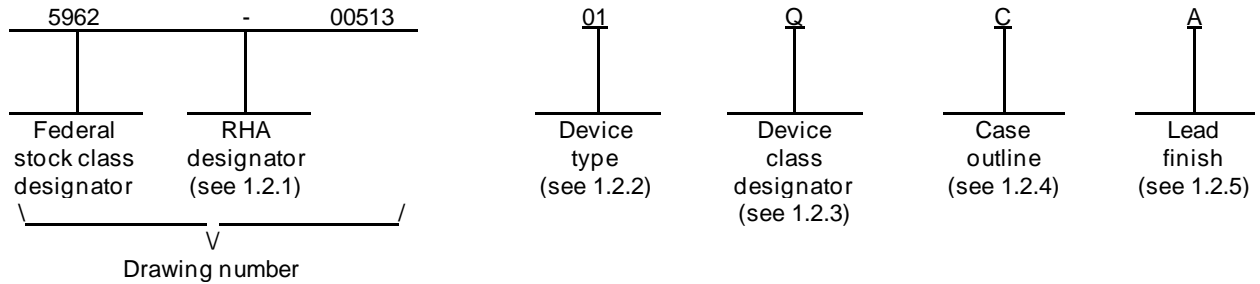 5962 - 00513 01 Q C A
Federal stock class designator
RHA designator (see 1.2.1)
Device type (see 1.2.2)
Device class designator (see 1.2.3)
Case outline (see 1.2.4)
Lead finish (see 1.2.5)
\ /
\/
Drawing number